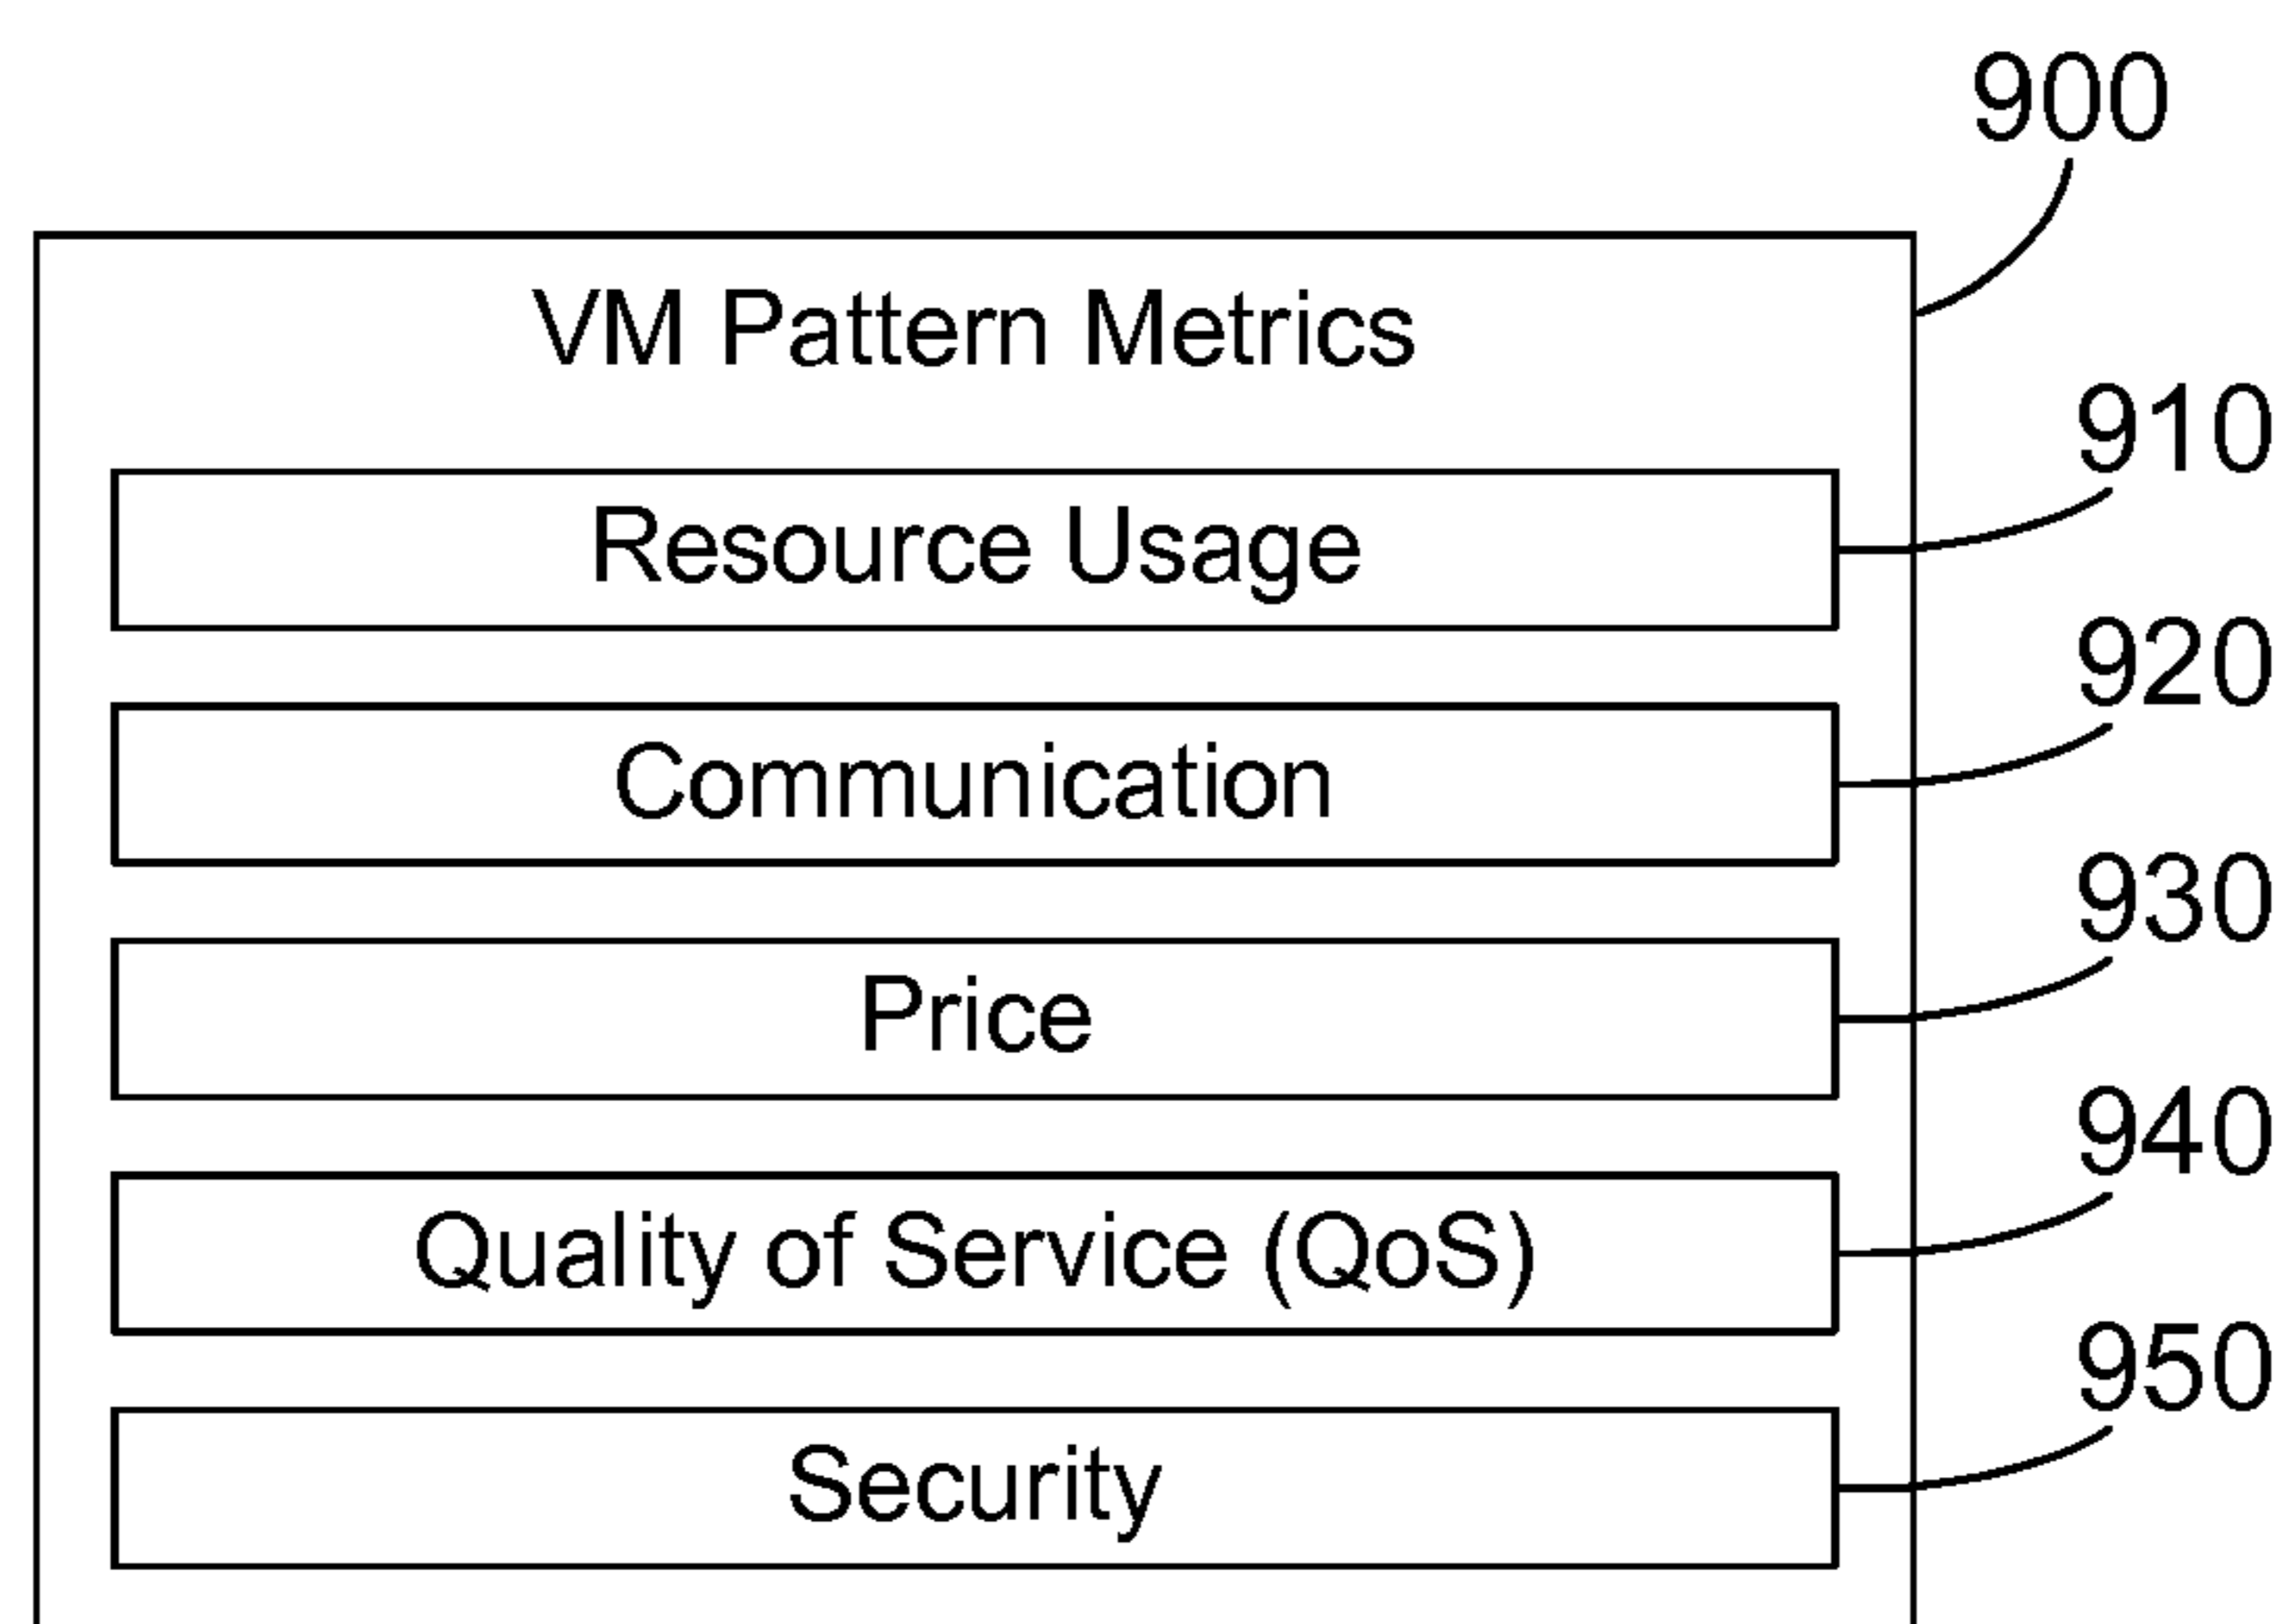 900
VM Pattern Metrics
910
Resource Usage
920
Communication
930
Price
940
Quality of Service (QoS)
950
Security